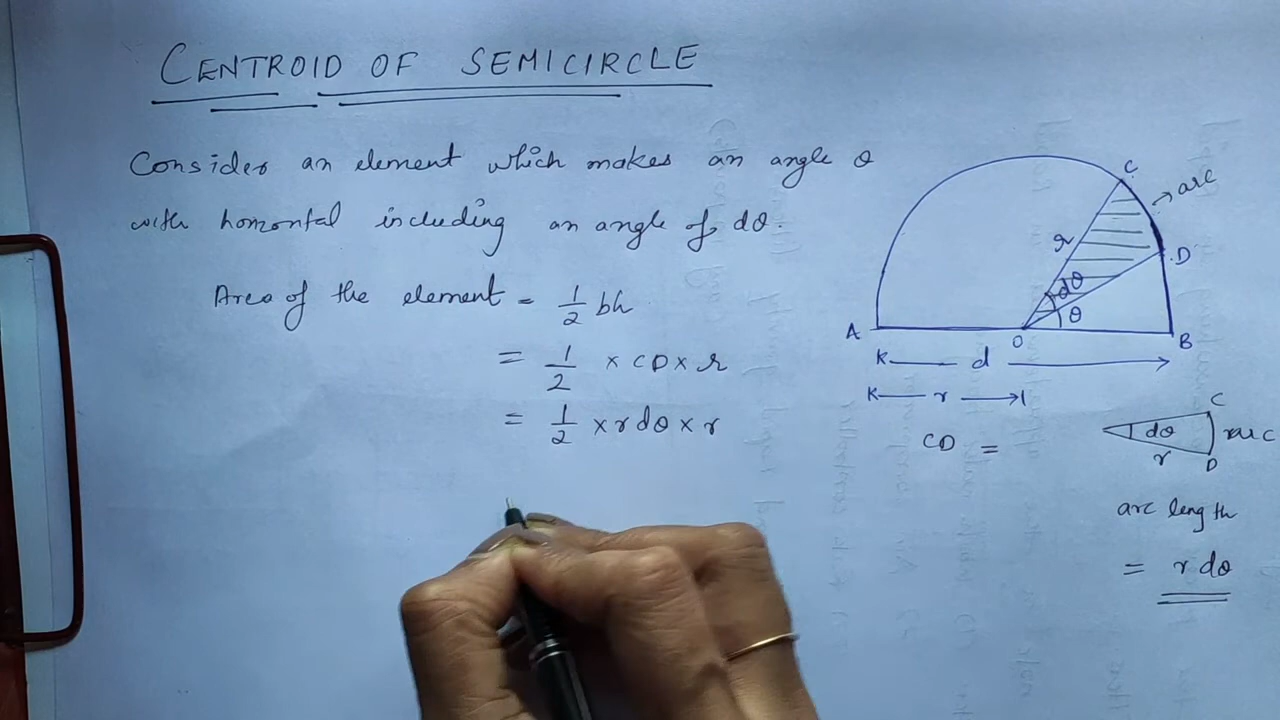 CENTROID OF SEMICIRCLE
Consider an element which makes an angle θ
with horizontal including an angle of dθ.
Area of the element = 1/2 bh
= 1/2 × CD × r
= 1/2 × r dθ × r
C
arc
r
D
dθ
θ
A
O
B
d
r
CD =
C
dθ
arc
r
D
arc length
= r dθ